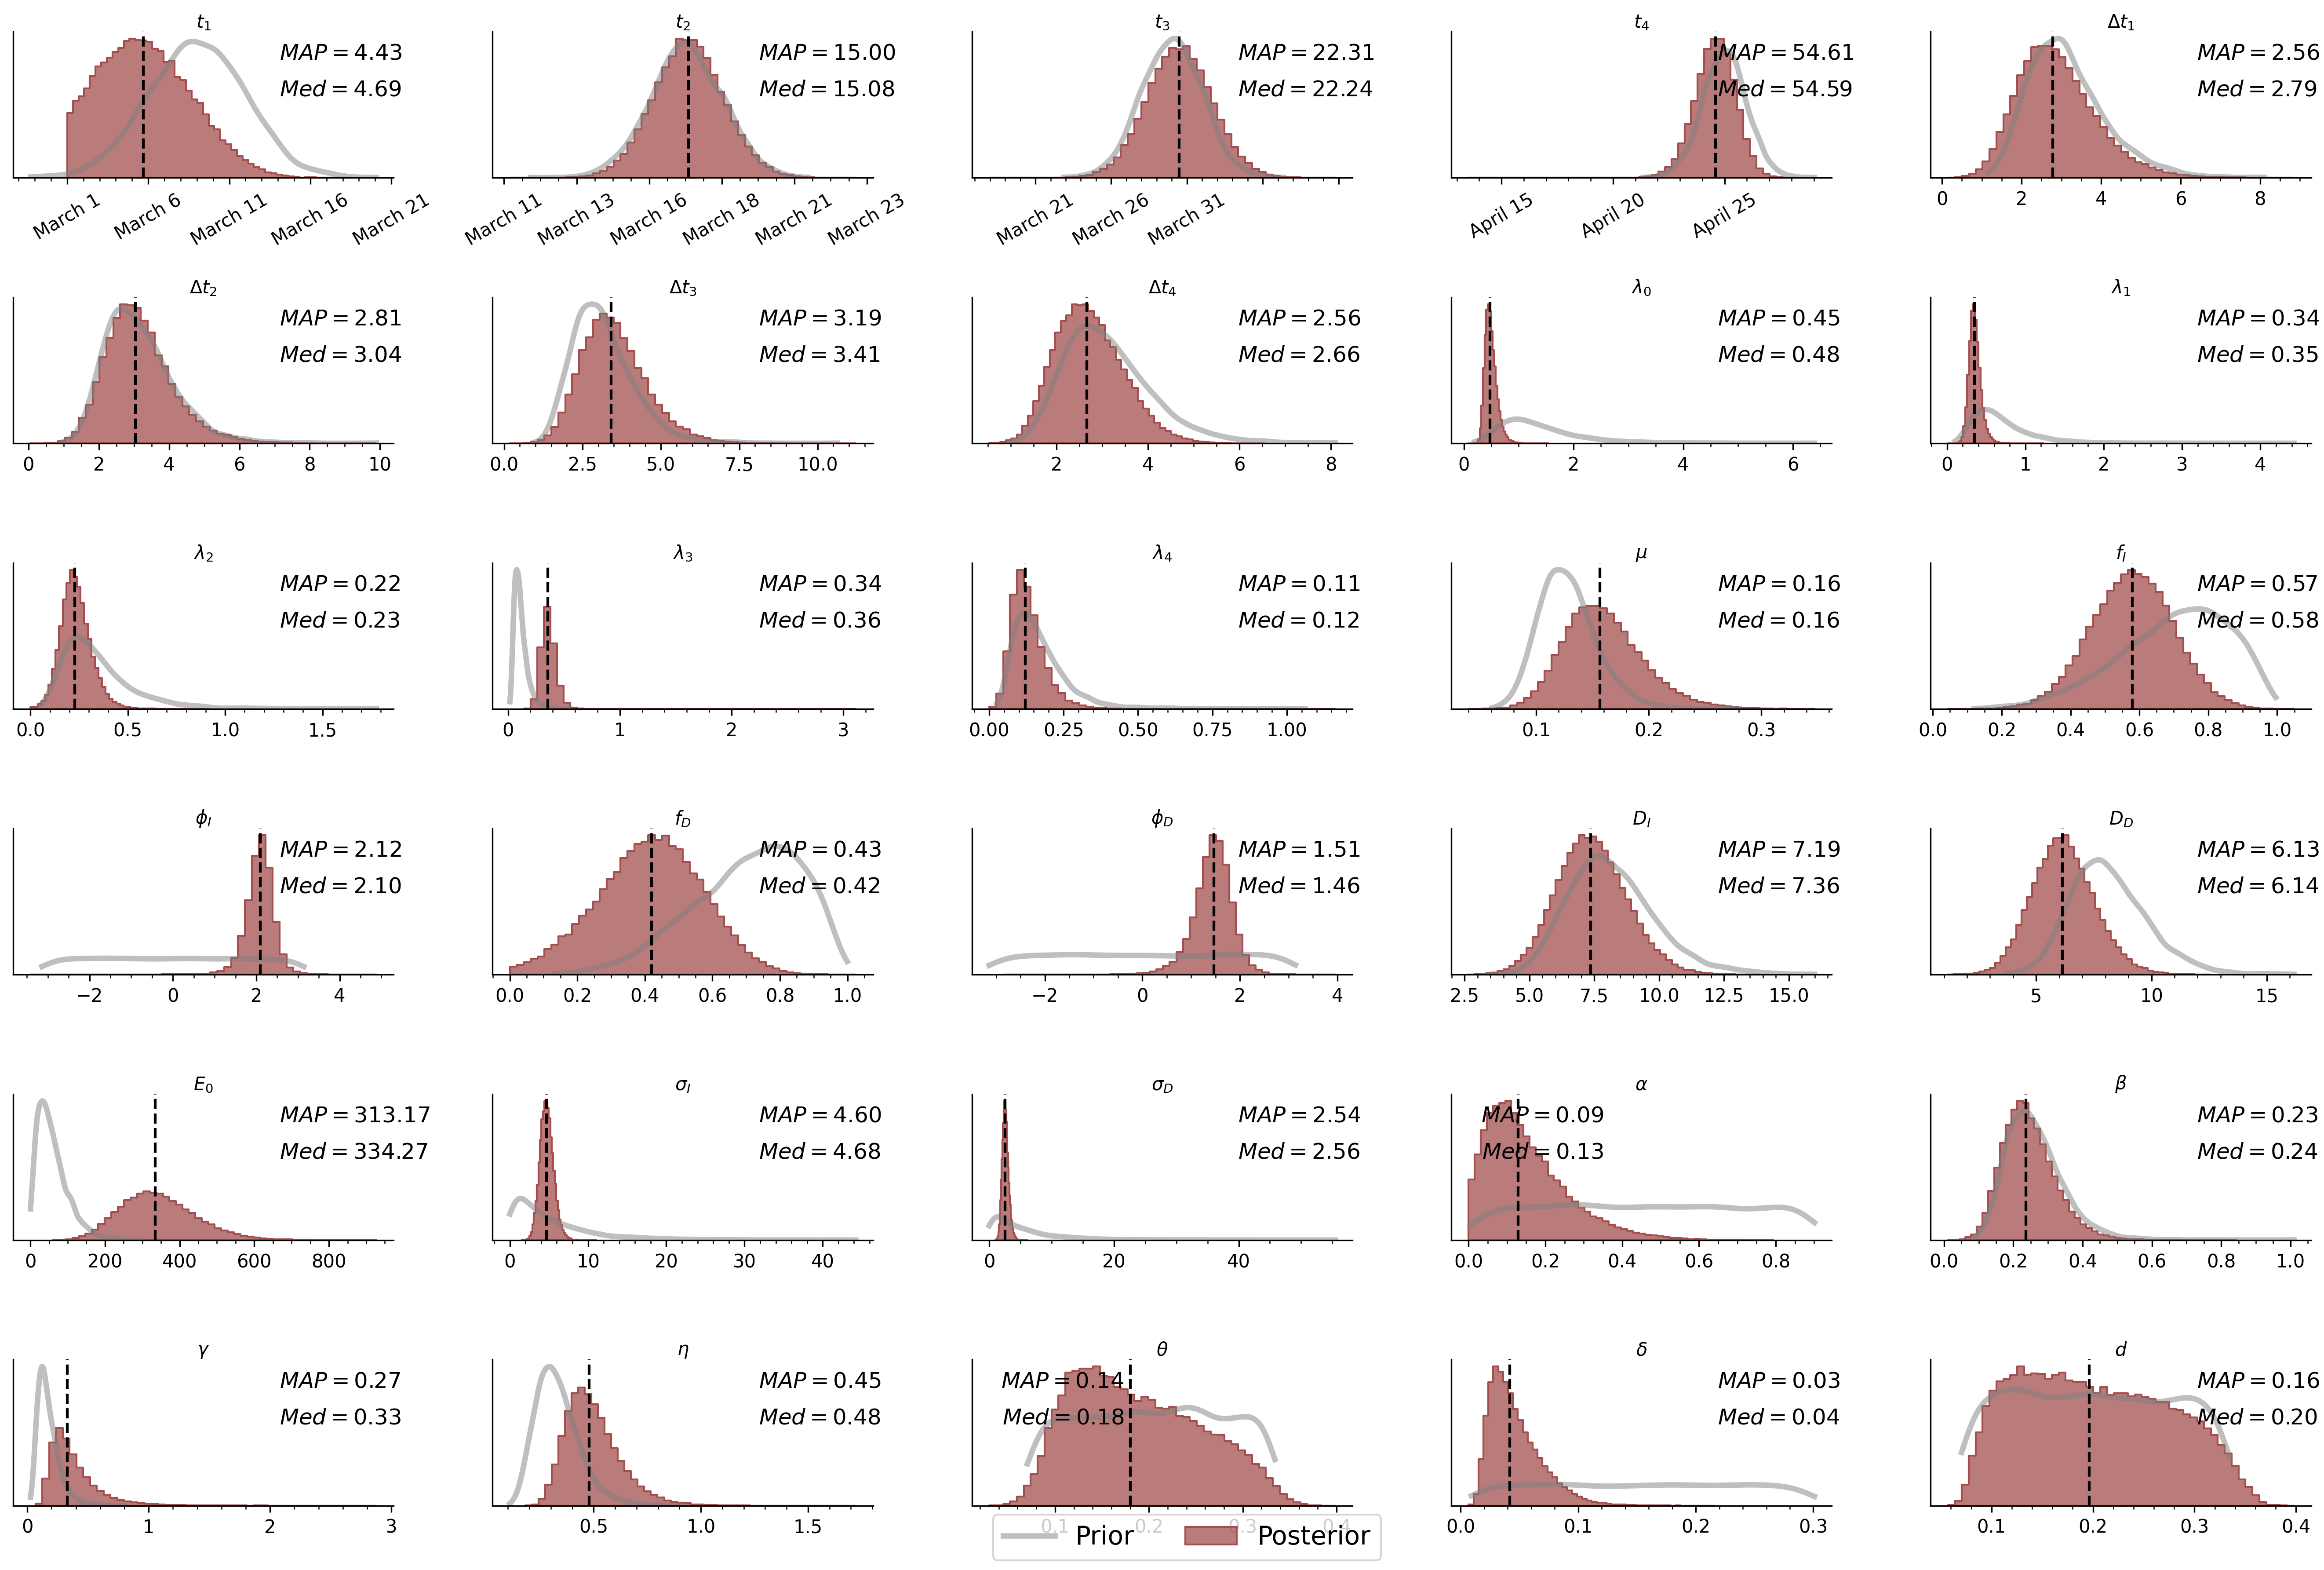 t₁ t₂ t₃ t₄ Δt₁
MAP = 4.43 MAP = 15.00 MAP = 22.31 MAP = 54.61 MAP = 2.56
Med = 4.69 Med = 15.08 Med = 22.24 Med = 54.59 Med = 2.79
0 2 4 6 8
March 1 March 6 March 11 March 16 March 21 March 11 March 13 March 16 March 18 March 21 March 23 March 21 March 26 March 31 April 15 April 20 April 25
Δt₂ Δt₃ Δt₄ λ₀ λ₁
MAP = 2.81 MAP = 3.19 MAP = 2.56 MAP = 0.45 MAP = 0.34
Med = 3.04 Med = 3.41 Med = 2.66 Med = 0.48 Med = 0.35
0 2 4 6 8 10 0.0 2.5 5.0 7.5 10.0 2 4 6 8 0 2 4 6 0 1 2 3 4
λ₂ λ₃ λ₄ μ f_I
MAP = 0.22 MAP = 0.34 MAP = 0.11 MAP = 0.16 MAP = 0.57
Med = 0.23 Med = 0.36 Med = 0.12 Med = 0.16 Med = 0.58
0.0 0.5 1.0 1.5 0 1 2 3 0.00 0.25 0.50 0.75 1.00 0.1 0.2 0.3 0.0 0.2 0.4 0.6 0.8 1.0
ϕ_I f_D ϕ_D D_I D_D
MAP = 2.12 MAP = 0.43 MAP = 1.51 MAP = 7.19 MAP = 6.13
Med = 2.10 Med = 0.42 Med = 1.46 Med = 7.36 Med = 6.14
−2 0 2 4 0.0 0.2 0.4 0.6 0.8 1.0 −2 0 2 4 2.5 5.0 7.5 10.0 12.5 15.0 5 10 15
E₀ σ_I σ_D α β
MAP = 313.17 MAP = 4.60 MAP = 2.54 MAP = 0.09 MAP = 0.23
Med = 334.27 Med = 4.68 Med = 2.56 Med = 0.13 Med = 0.24
0 200 400 600 800 0 10 20 30 40 0 20 40 0.0 0.2 0.4 0.6 0.8 0.0 0.2 0.4 0.6 0.8 1.0
γ η θ δ d
MAP = 0.27 MAP = 0.45 MAP = 0.14 MAP = 0.03 MAP = 0.16
Med = 0.33 Med = 0.48 Med = 0.18 Med = 0.04 Med = 0.20
0 1 2 3 0.5 1.0 1.5 0.1 0.2 0.3 0.4 0.0 0.1 0.2 0.3 0.1 0.2 0.3 0.4
Prior Posterior